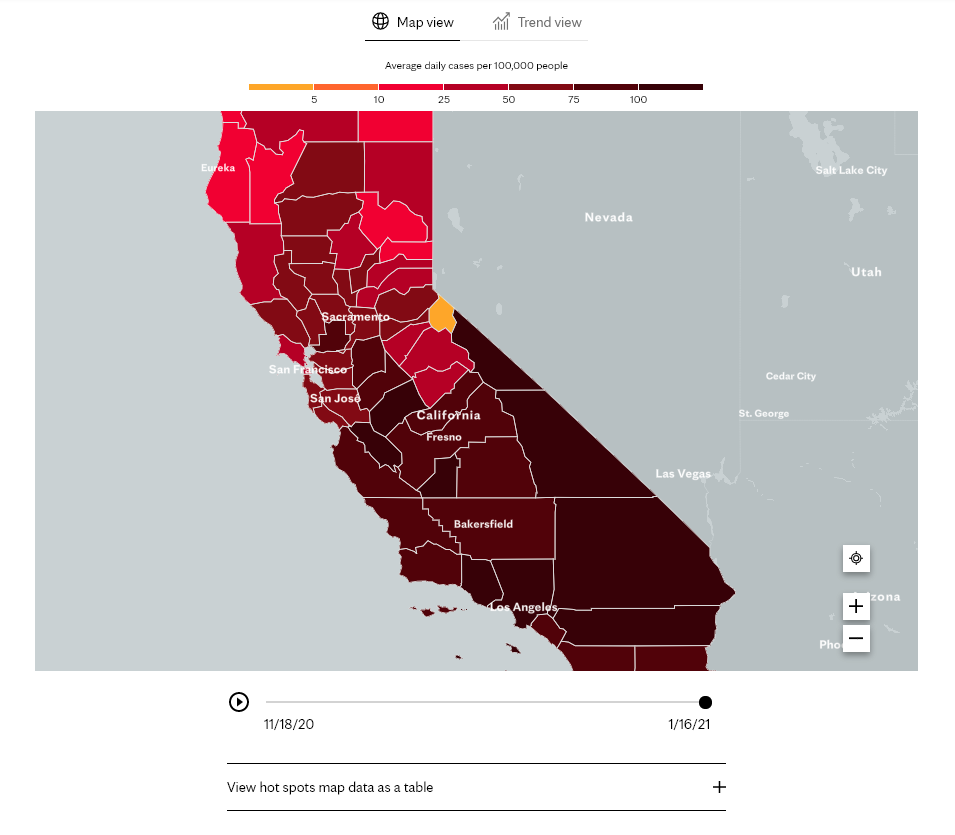 Map view
Trend view
Average daily cases per 100,000 people
5 10 25 50 75 100
Eureka
Salt Lake City
Nevada
Utah
Sacramento
San Francisco
Cedar City
San José
St. George
California
Fresno
Las Vegas
Bakersfield
zona
Los Angeles
Pho
11/18/20
1/16/21
View hot spots map data as a table